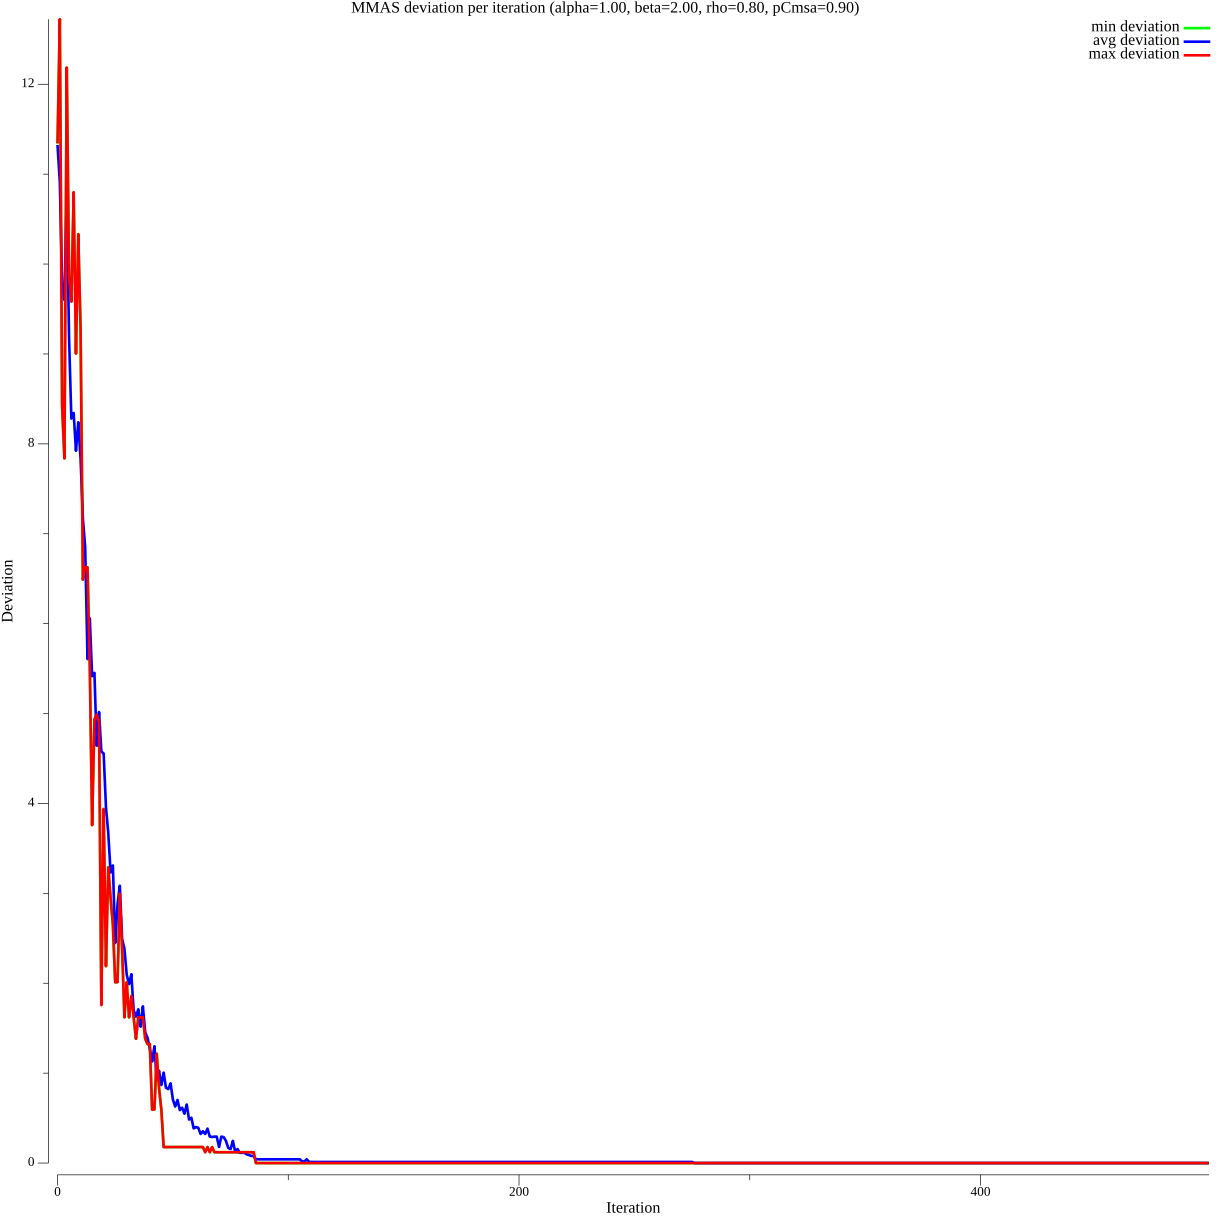 MMAS deviation per iteration (alpha=1.00, beta=2.00, rho=0.80, pCmsa=0.90)
min deviation
avg deviation
max deviation
12
8
4
0
Deviation
0 200 400
Iteration